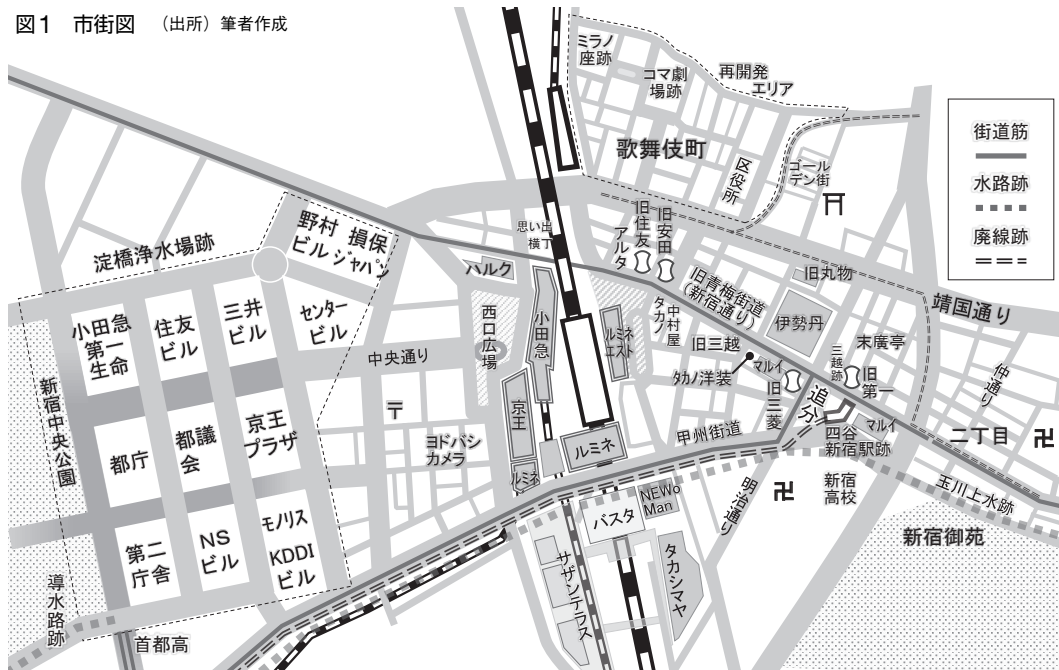 図1 市街図 （出所）筆者作成
ミラノ
座跡
コマ劇
場跡
再開発
エリア
歌舞伎町
区役所
ゴール
デン街
街道筋
水路跡
廃線跡
思い出
横丁
アルタ
旧住友
旧安田
旧青梅街道
（新宿通り）
旧丸物
靖国通り
野村
ビル
損保
ジャパン
淀橋浄水場跡
ハルク
小田急
西口広場
ルミネ
エスト
タカノ
中村屋
伊勢丹
末廣亭
仲通り
小田急
第一
生命
住友
ビル
三井
ビル
センター
ビル
中央通り
旧三越
タカノ洋装
マルイ
旧三菱
三越跡
旧第一
追分
マルイ
二丁目
新宿中央公園
都庁
都議
会
京王
プラザ
〒
ヨドバシ
カメラ
京王
ルミネ
ルミネ
甲州街道
四谷
新宿駅跡
新宿
高校
玉川上水跡
明治通り
卍
卍
新宿御苑
第二
庁舎
NS
ビル
モノリス
KDDI
ビル
バスタ
NEWo
Man
サザンテラス
タカシマヤ
導水路跡
首都高